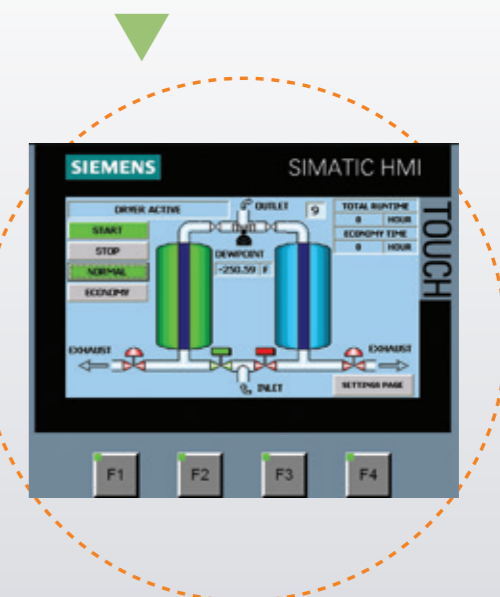 SIEMENS
SIMATIC HMI
TOUCH
DRYER ACTIVE
OUTLET
9
TOTAL RUNTIME
0 HOUR
ECONOMY TIME
0 HOUR
START
STOP
NORMAL
ECONOMY
DEWPOINT
-250.59 F
EXHAUST
EXHAUST
INLET
SETTINGS PAGE
F1
F2
F3
F4